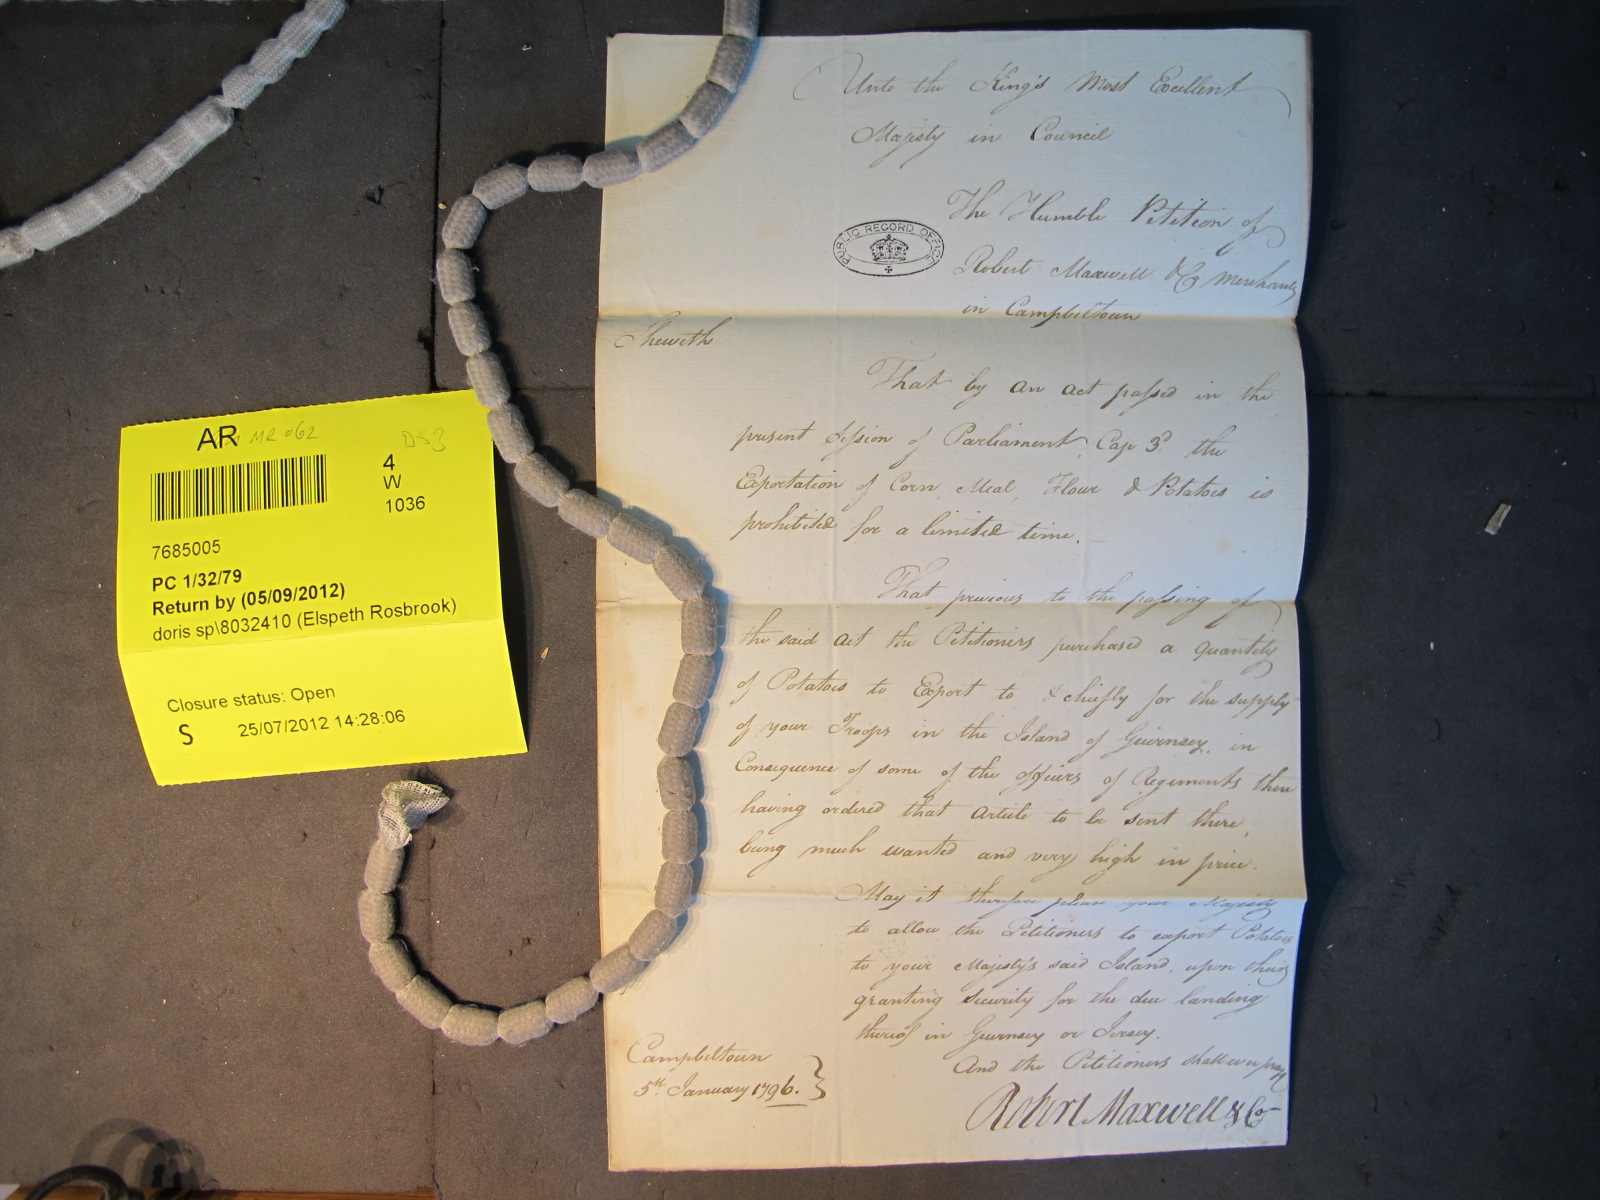 Unto the King's Most Excellent
Majesty in Council
The Humble Petition of
Robert Maxwell & Co Merchants
in Campbeltown
PUBLIC RECORD OFFICE
Sheweth
That by an act passed in the
present Session of Parliament, Cap 3d the
Exportation of Corn, Meal, Flour & Potatoes is
prohibited for a limited time.
That previous to the passing of
the said act the Petitioners purchased a quantity
of Potatoes to Export to & chiefly for the supply
of your Troops in the Island of Guernsey, in
Consequence of some of the officers of Regiments there
having ordered that article to be sent there,
being much wanted and very high in price.
May it therefore please your Majesty
to allow the Petitioners to export Potatoes
to your Majesty's said Island, upon their
granting security for the due landing
thereof in Guernsey or Jersey.
And the Petitioners shall ever pray &
Robert Maxwell & Co
Campbeltown
5th January 1796.
AR MR 062
D53
4
W
1036
7685005
PC 1/32/79
Return by (05/09/2012)
doris sp\8032410 (Elspeth Rosbrook)
Closure status: Open
S 25/07/2012 14:28:06